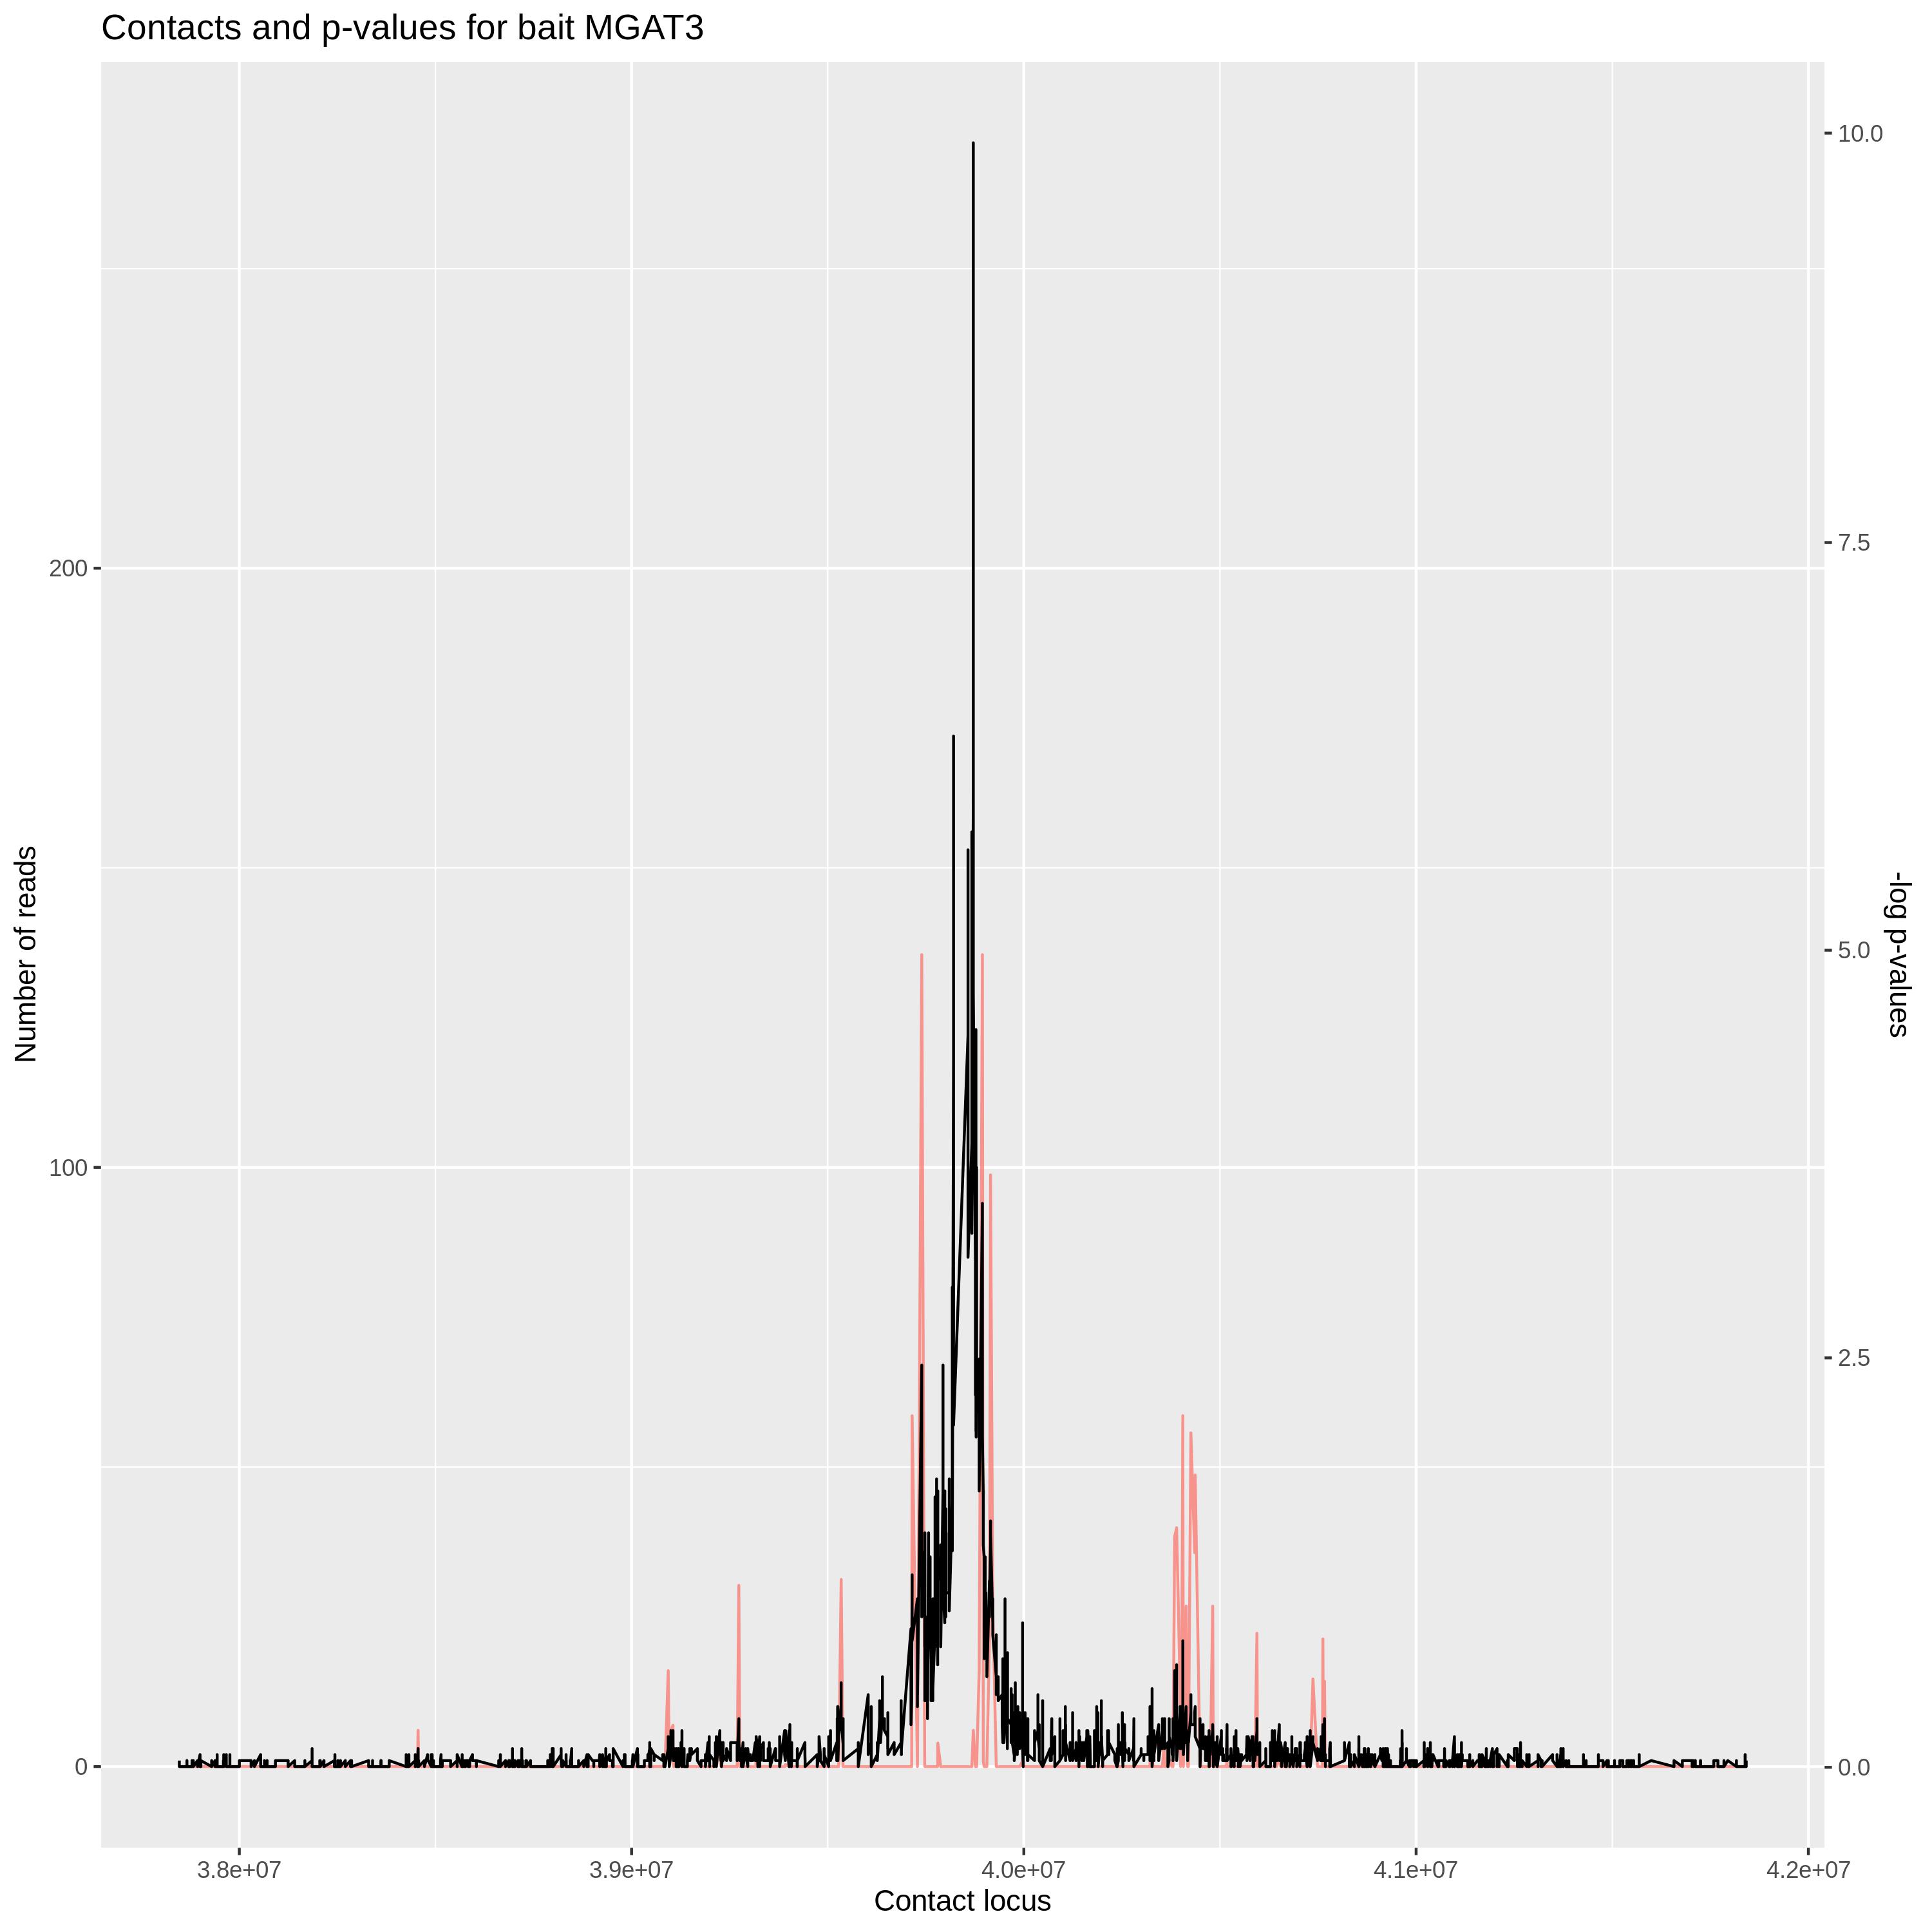 Contacts and p-values for bait MGAT3
Number of reads
200
100
0
10.0
7.5
5.0
2.5
0.0
-log p-values
3.8e+07 3.9e+07 4.0e+07 4.1e+07 4.2e+07
Contact locus